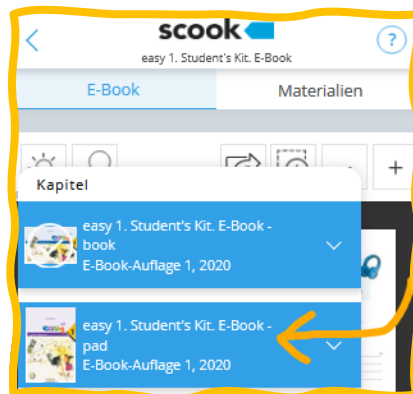 scook
easy 1. Student's Kit. E-Book
E-Book Materialien
Kapitel
easy 1. Student's Kit. E-Book -
book
E-Book-Auflage 1, 2020
easy 1. Student's Kit. E-Book -
pad
E-Book-Auflage 1, 2020